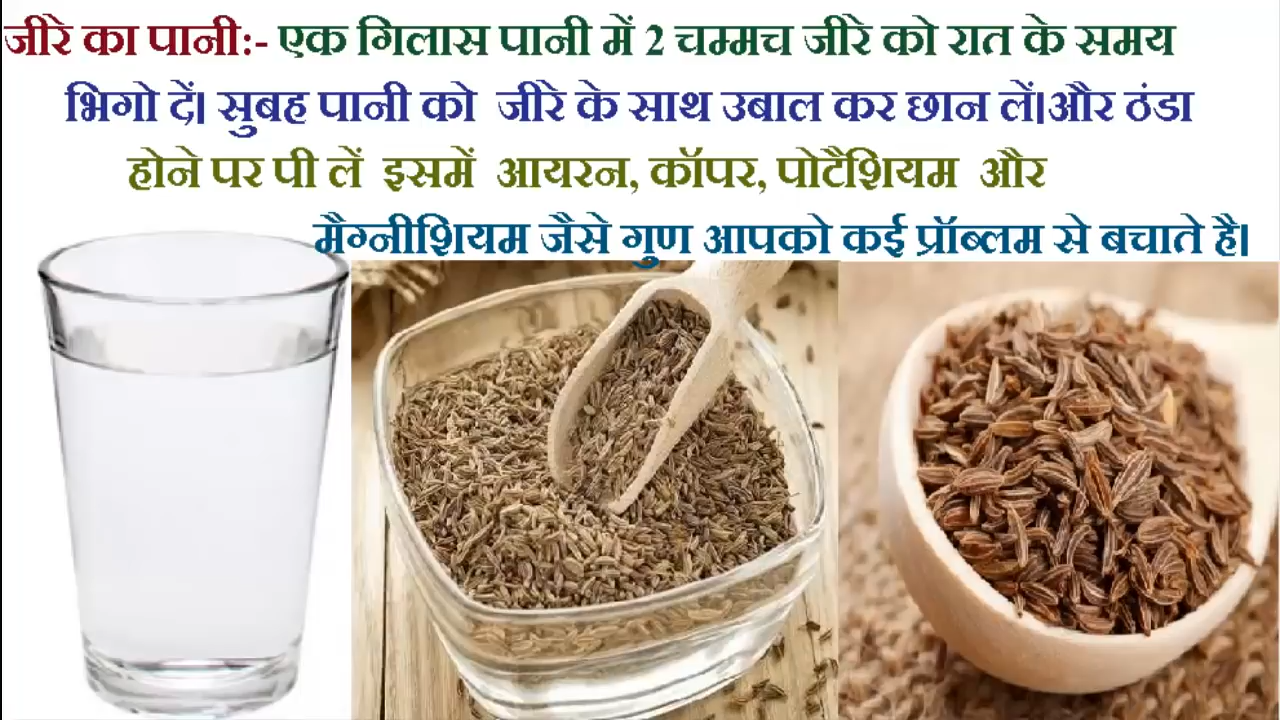 जीरे का पानी:- एक गिलास पानी में 2 चम्मच जीरे को रात के समय
भिगो दें। सुबह पानी को जीरे के साथ उबाल कर छान लें।और ठंडा
होने पर पी लें इसमें आयरन, कॉपर, पोटैशियम और
मैग्नीशियम जैसे गुण आपको कई प्रॉब्लम से बचाते है।